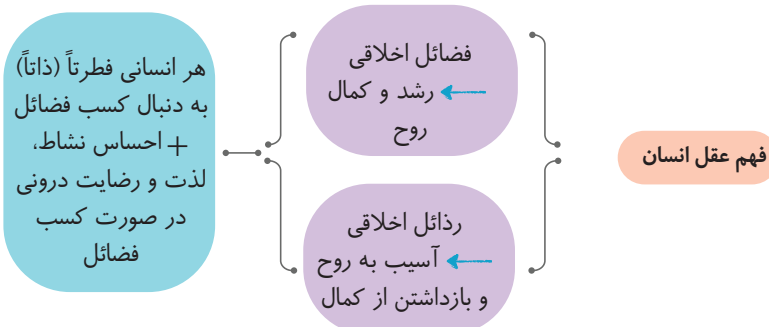 فهم عقل انسان
فضائل اخلاقی
← رشد و کمال
روح
رذائل اخلاقی
← آسیب به روح
و بازداشتن از کمال
هر انسانی فطرتاً (ذاتاً)
به دنبال کسب فضائل
+ احساس نشاط،
لذت و رضایت درونی
در صورت کسب
فضائل